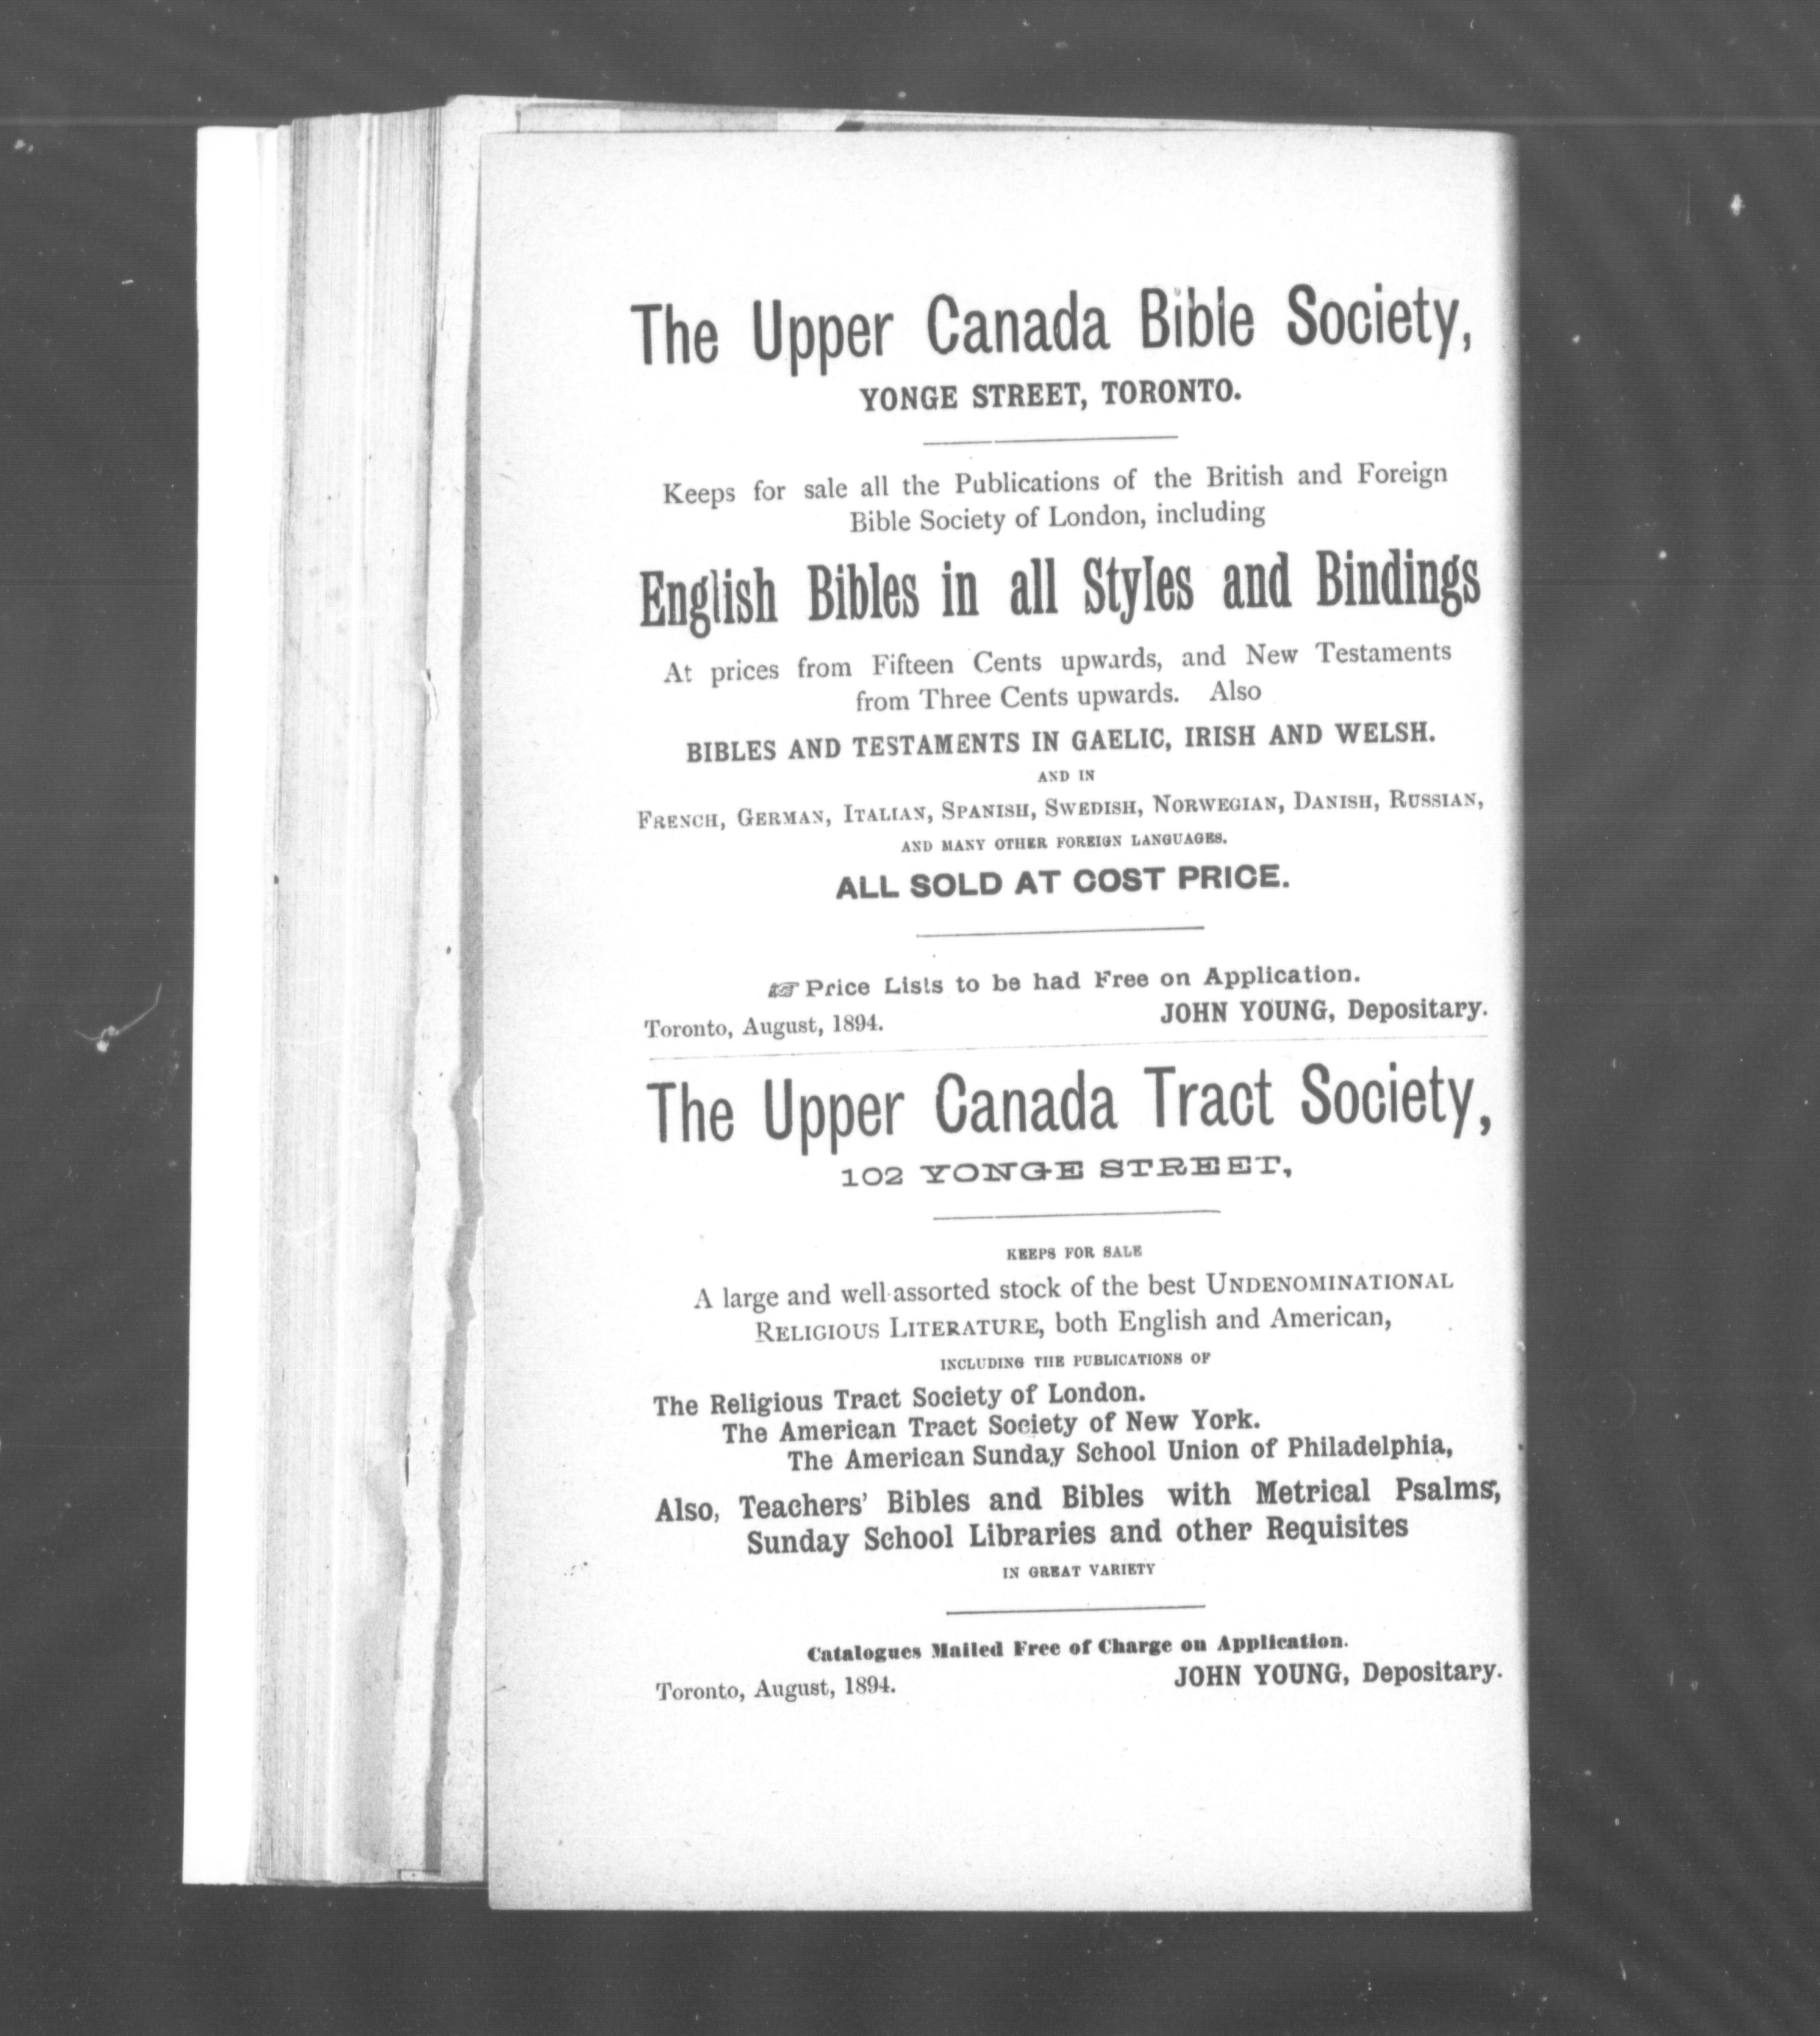 The Upper Canada Bible Society,
YONGE STREET, TORONTO.
Keeps for sale all the Publications of the British and Foreign
Bible Society of London, including
English Bibles in all Styles and Bindings
At prices from Fifteen Cents upwards, and New Testaments
from Three Cents upwards. Also
BIBLES AND TESTAMENTS IN GAELIC, IRISH AND WELSH.
AND IN
FRENCH, GERMAN, ITALIAN, SPANISH, SWEDISH, NORWEGIAN, DANISH, RUSSIAN,
AND MANY OTHER FOREIGN LANGUAGES.
ALL SOLD AT COST PRICE.
☞ Price Lists to be had Free on Application.
Toronto, August, 1894. JOHN YOUNG, Depositary.
The Upper Canada Tract Society,
102 YONGE STREET,
KEEPS FOR SALE
A large and well-assorted stock of the best UNDENOMINATIONAL
RELIGIOUS LITERATURE, both English and American,
INCLUDING THE PUBLICATIONS OF
The Religious Tract Society of London.
The American Tract Society of New York.
The American Sunday School Union of Philadelphia,
Also, Teachers' Bibles and Bibles with Metrical Psalms,
Sunday School Libraries and other Requisites
IN GREAT VARIETY
Catalogues Mailed Free of Charge on Application.
Toronto, August, 1894. JOHN YOUNG, Depositary.